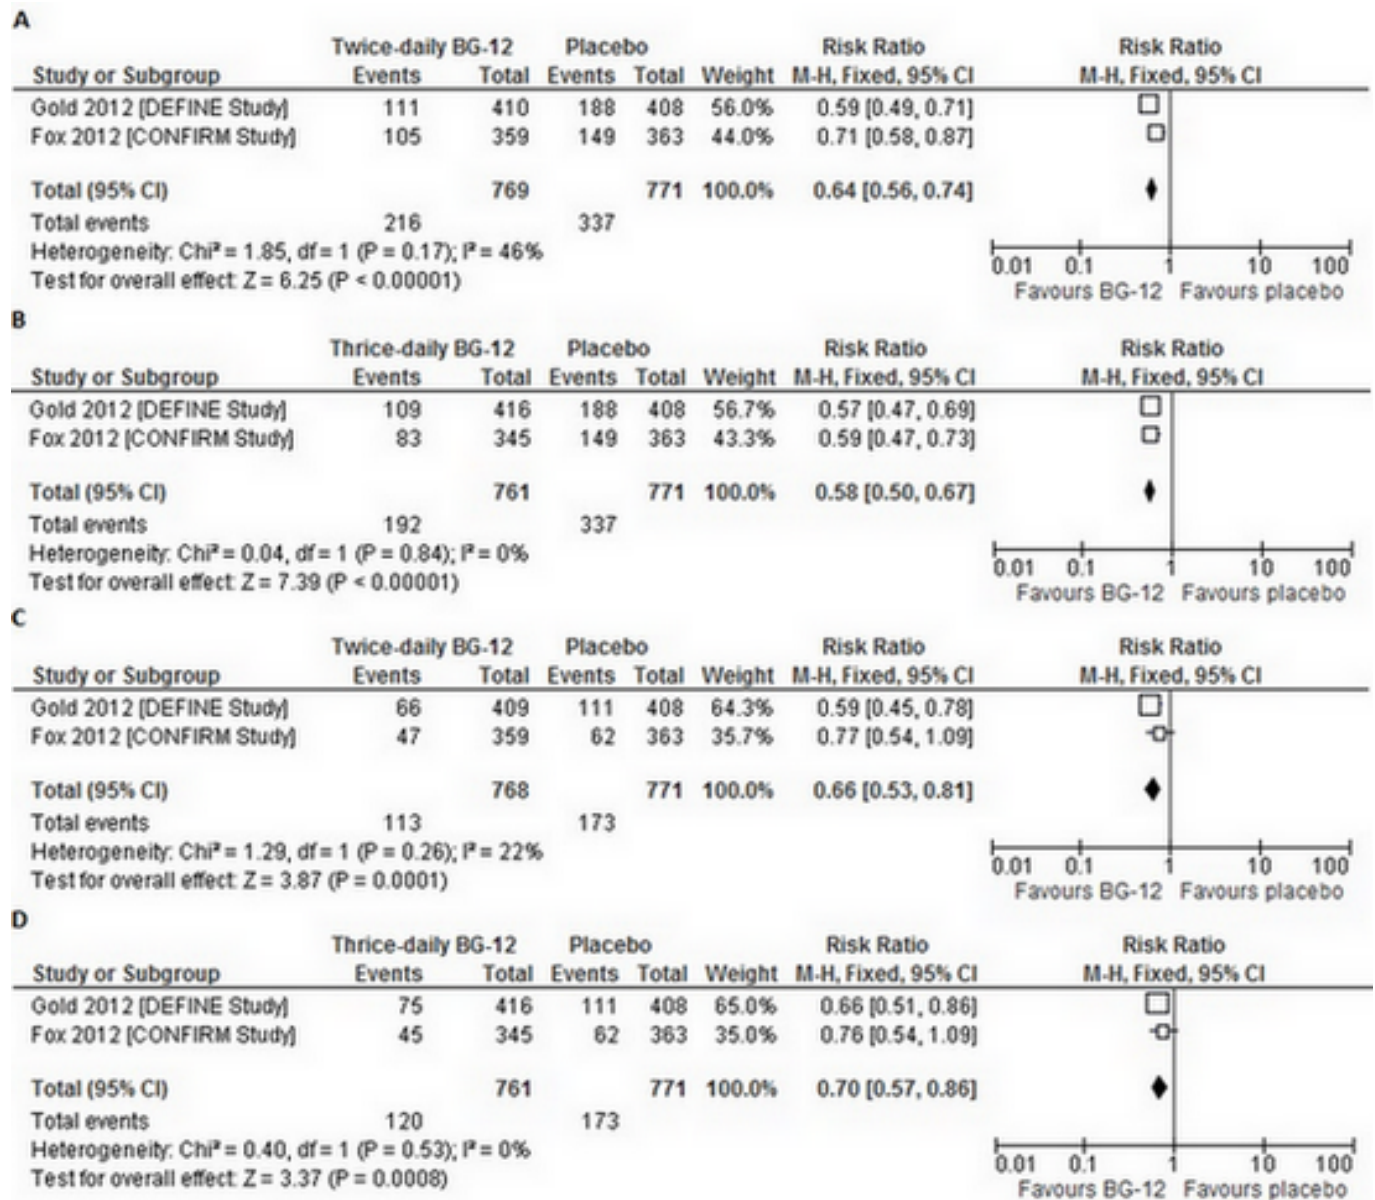 A
Twice-daily BG-12 Placebo Risk Ratio Risk Ratio
Study or Subgroup Events Total Events Total Weight M-H, Fixed, 95% CI M-H, Fixed, 95% CI
Gold 2012 [DEFINE Study] 111 410 188 408 56.0% 0.59 [0.49, 0.71]
Fox 2012 [CONFIRM Study] 105 359 149 363 44.0% 0.71 [0.58, 0.87]
Total (95% CI) 769 771 100.0% 0.64 [0.56, 0.74]
Total events 216 337
Heterogeneity: Chi² = 1.85, df = 1 (P = 0.17); I² = 46%
Test for overall effect: Z = 6.25 (P < 0.00001)
0.01 0.1 1 10 100
Favours BG-12 Favours placebo
B
Thrice-daily BG-12 Placebo Risk Ratio Risk Ratio
Study or Subgroup Events Total Events Total Weight M-H, Fixed, 95% CI M-H, Fixed, 95% CI
Gold 2012 [DEFINE Study] 109 416 188 408 56.7% 0.57 [0.47, 0.69]
Fox 2012 [CONFIRM Study] 83 345 149 363 43.3% 0.59 [0.47, 0.73]
Total (95% CI) 761 771 100.0% 0.58 [0.50, 0.67]
Total events 192 337
Heterogeneity: Chi² = 0.04, df = 1 (P = 0.84); I² = 0%
Test for overall effect: Z = 7.39 (P < 0.00001)
0.01 0.1 1 10 100
Favours BG-12 Favours placebo
C
Twice-daily BG-12 Placebo Risk Ratio Risk Ratio
Study or Subgroup Events Total Events Total Weight M-H, Fixed, 95% CI M-H, Fixed, 95% CI
Gold 2012 [DEFINE Study] 66 409 111 408 64.3% 0.59 [0.45, 0.78]
Fox 2012 [CONFIRM Study] 47 359 62 363 35.7% 0.77 [0.54, 1.09]
Total (95% CI) 768 771 100.0% 0.66 [0.53, 0.81]
Total events 113 173
Heterogeneity: Chi² = 1.29, df = 1 (P = 0.26); I² = 22%
Test for overall effect: Z = 3.87 (P = 0.0001)
0.01 0.1 1 10 100
Favours BG-12 Favours placebo
D
Thrice-daily BG-12 Placebo Risk Ratio Risk Ratio
Study or Subgroup Events Total Events Total Weight M-H, Fixed, 95% CI M-H, Fixed, 95% CI
Gold 2012 [DEFINE Study] 75 416 111 408 65.0% 0.66 [0.51, 0.86]
Fox 2012 [CONFIRM Study] 45 345 62 363 35.0% 0.76 [0.54, 1.09]
Total (95% CI) 761 771 100.0% 0.70 [0.57, 0.86]
Total events 120 173
Heterogeneity: Chi² = 0.40, df = 1 (P = 0.53); I² = 0%
Test for overall effect: Z = 3.37 (P = 0.0008)
0.01 0.1 1 10 100
Favours BG-12 Favours placebo